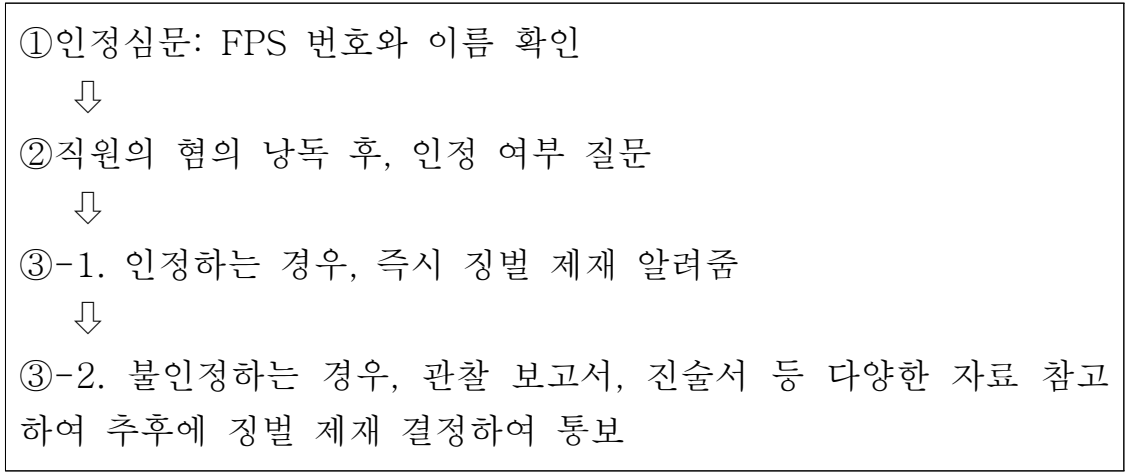 ①인정심문: FPS 번호와 이름 확인
⇩
②직원의 혐의 낭독 후, 인정 여부 질문
⇩
③-1. 인정하는 경우, 즉시 징벌 제재 알려줌
⇩
③-2. 불인정하는 경우, 관찰 보고서, 진술서 등 다양한 자료 참고
하여 추후에 징벌 제재 결정하여 통보